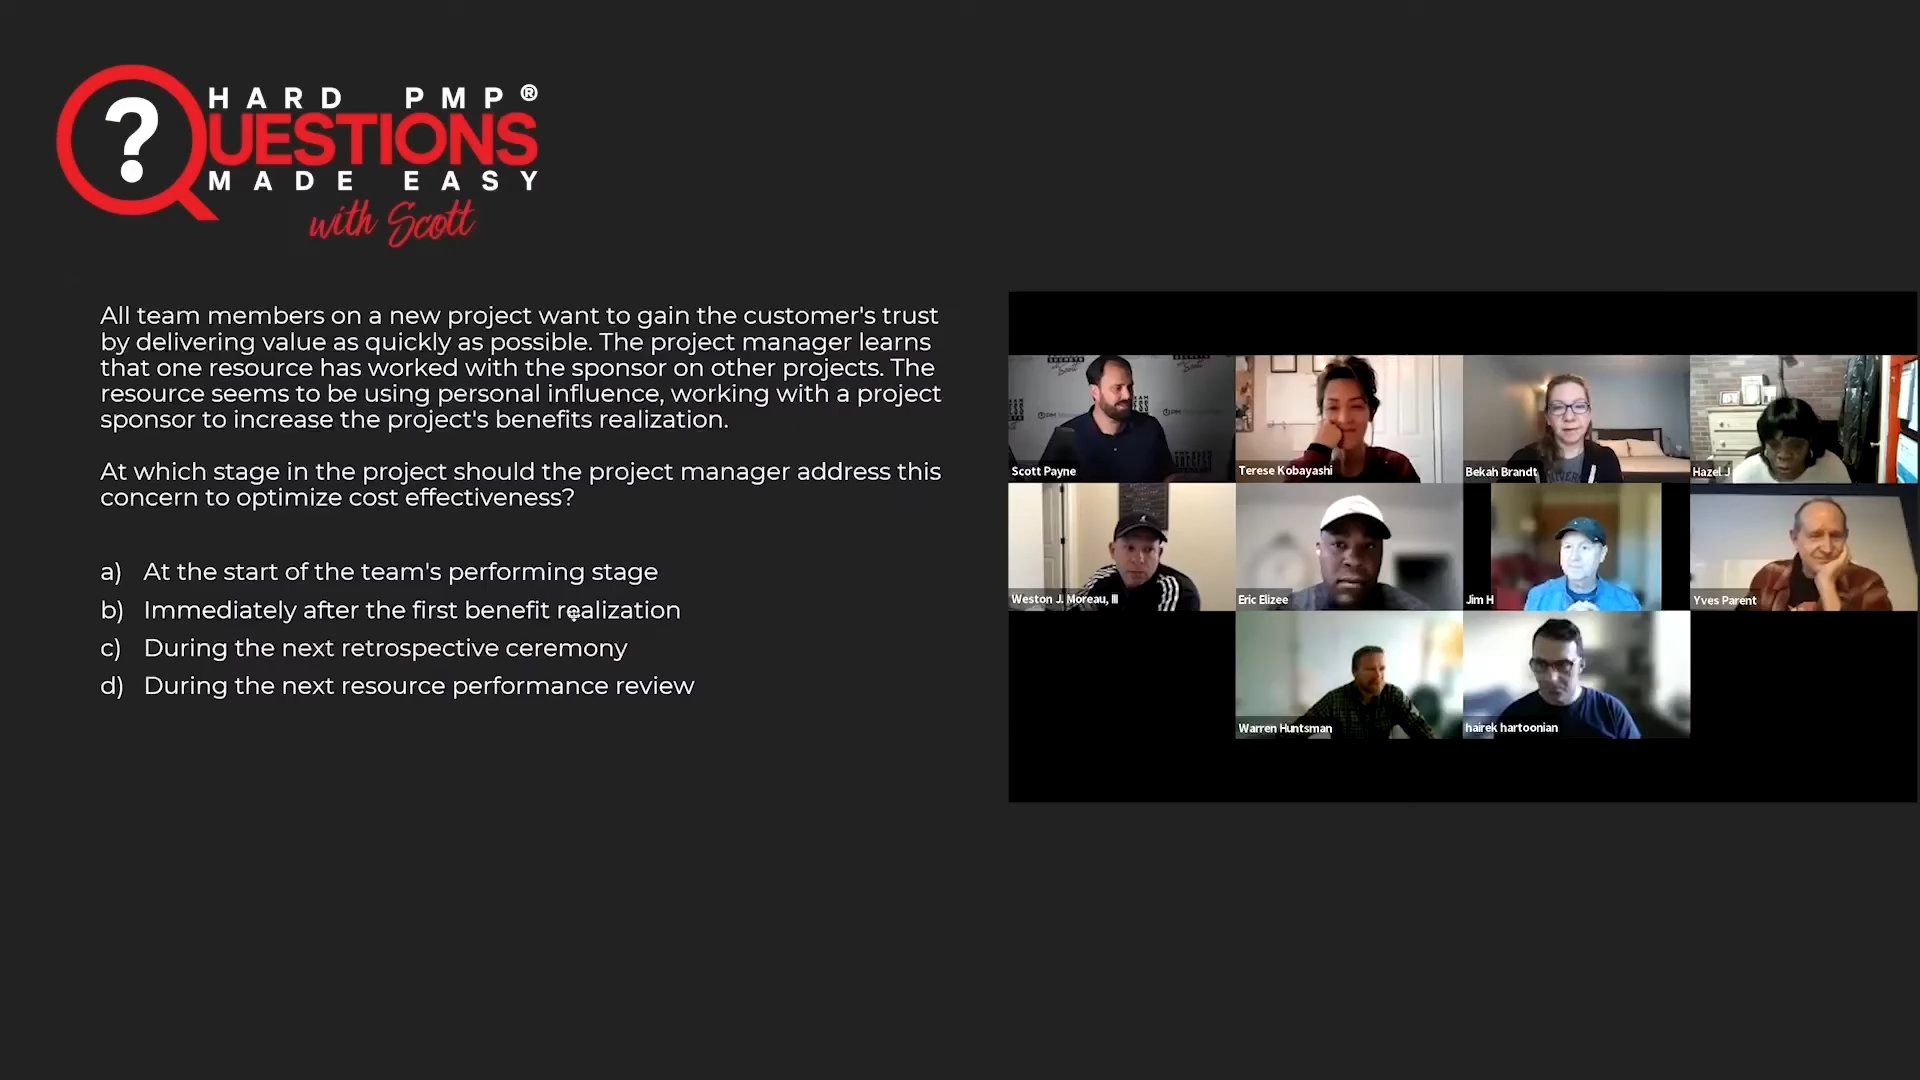 HARD PMP®
QUESTIONS
MADE EASY
with Scott
All team members on a new project want to gain the customer's trust
by delivering value as quickly as possible. The project manager learns
that one resource has worked with the sponsor on other projects. The
resource seems to be using personal influence, working with a project
sponsor to increase the project's benefits realization.
At which stage in the project should the project manager address this
concern to optimize cost effectiveness?
a) At the start of the team's performing stage
b) Immediately after the first benefit realization
c) During the next retrospective ceremony
d) During the next resource performance review
Scott Payne
Terese Kobayashi
Bekah Brandt
Hazel J
Weston J. Moreau, III
Eric Elizee
Jim H
Yves Parent
Warren Huntsman
hairek hartoonian